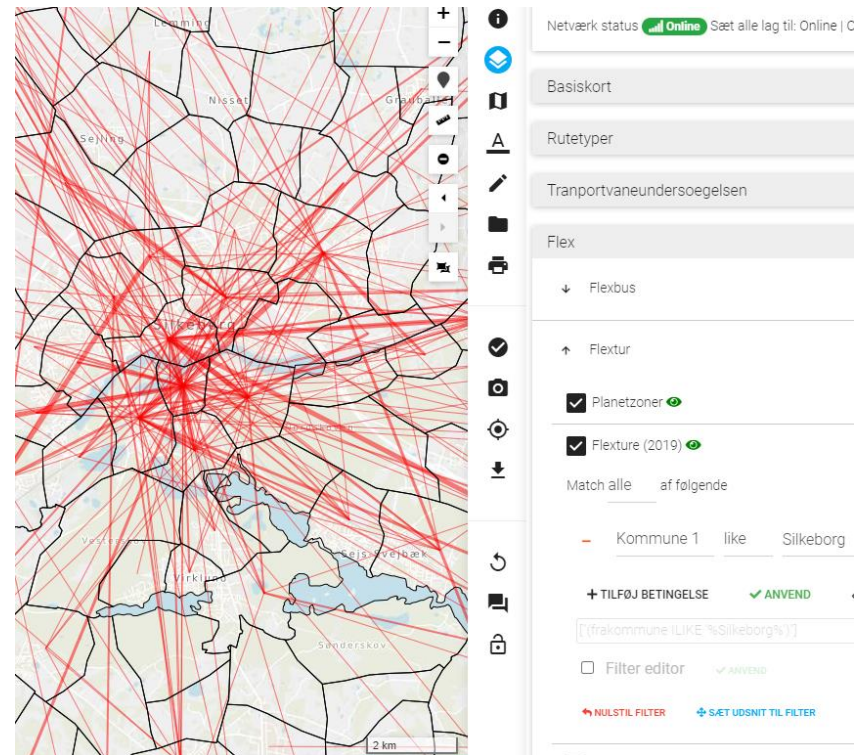 Lemming
Nisset
Grauballe
Sejling
Silkeborg
Sejs-Svejbæk
Virklund
Sønderskov
2 km
Netværk status Online Sæt alle lag til: Online | O
Basiskort
Rutetyper
Tranportvaneundersoegelsen
Flex
Flexbus
Flextur
Planetzoner
Flexture (2019)
Match alle af følgende
Kommune 1 like Silkeborg
+ TILFØJ BETINGELSE ANVEND
["(frakommune ILIKE '%Silkeborg%')"]
Filter editor ANVEND
NULSTIL FILTER SÆT UDSNIT TIL FILTER